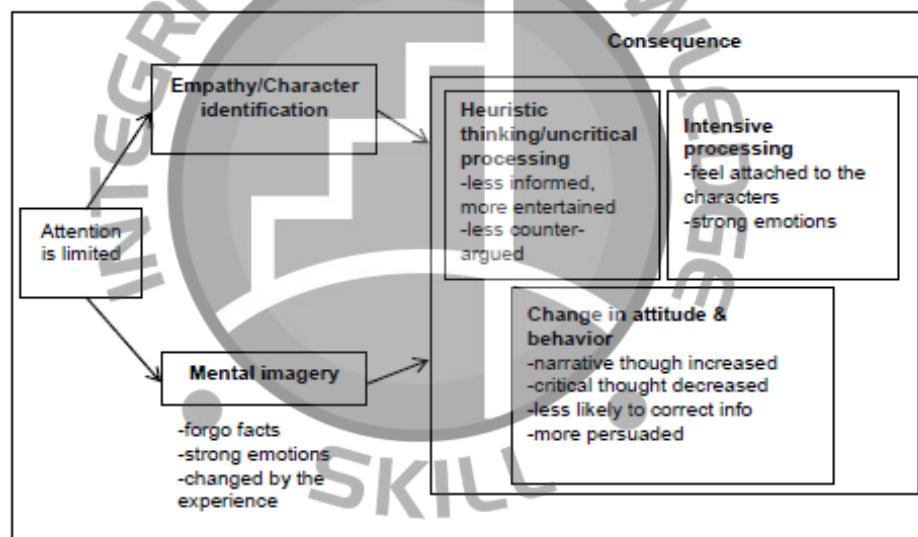 Consequence
Empathy/Character
identification
Heuristic
thinking/uncritical
processing
-less informed,
more entertained
-less counter-
argued
Intensive
processing
-feel attached to the
characters
-strong emotions
Attention
is limited
Change in attitude &
behavior
-narrative though increased
-critical thought decreased
-less likely to correct info
-more persuaded
Mental imagery
-forgo facts
-strong emotions
-changed by the
experience
SKILL